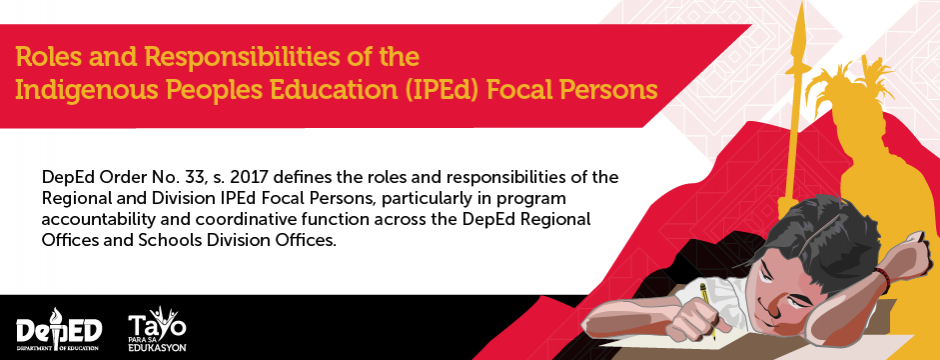 Roles and Responsibilities of the
Indigenous Peoples Education (IPEd) Focal Persons
DepEd Order No. 33, s. 2017 defines the roles and responsibilities of the
Regional and Division IPEd Focal Persons, particularly in program
accountability and coordinative function across the DepEd Regional
Offices and Schools Division Offices.
DepED
DEPARTMENT OF EDUCATION
Tayo
PARA SA
EDUKASYON